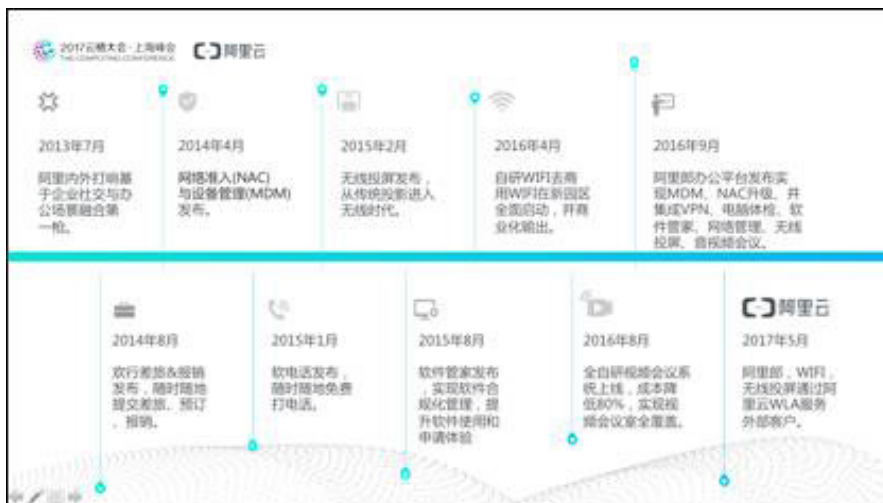 2017云栖大会·上海峰会
THE COMPUTING CONFERENCE
阿里云
2013年7月
阿里内外打响基
于企业社交与办
公场景融合第
一枪。
2014年4月
网络准入(NAC)
与设备管理(MDM)
发布。
2015年2月
无线投屏发布，
从传统投影进入
无线时代。
2016年4月
自研WIFI去商
用WIFI在新园区
全面启动，并商
业化输出。
2016年9月
阿里郎办公平台发布实
现MDM、NAC升级，并
集成VPN、电脑体检、软
件管家、网络管理、无线
投屏、音视频会议。
2014年8月
欢行差旅&报销
发布，随时随地
提交差旅、预订
、报销。
2015年1月
软电话发布，
随时随地免费
打电话。
2015年8月
软件管家发布
，实现软件合
规化管理，提
升软件使用和
申请体验
2016年8月
全自研视频会议系
统上线，成本降
低80%，实现视
频会议室全覆盖。
阿里云
2017年5月
阿里郎，WIFI，
无线投屏通过阿
里云WLA服务
外部客户。